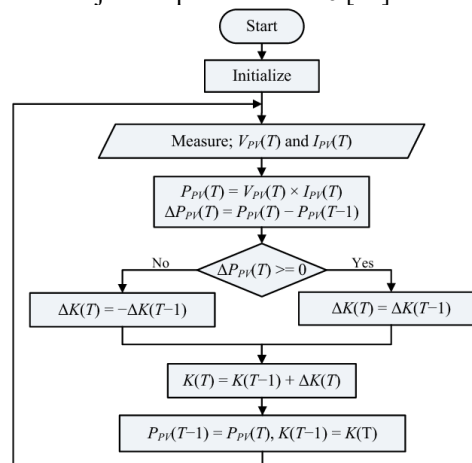 Start
Initialize
Measure; V_PV(T) and I_PV(T)
P_PV(T) = V_PV(T) × I_PV(T)
ΔP_PV(T) = P_PV(T) − P_PV(T−1)
ΔP_PV(T) >= 0
No
Yes
ΔK(T) = −ΔK(T−1)
ΔK(T) = ΔK(T−1)
K(T) = K(T−1) + ΔK(T)
P_PV(T−1) = P_PV(T), K(T−1) = K(T)